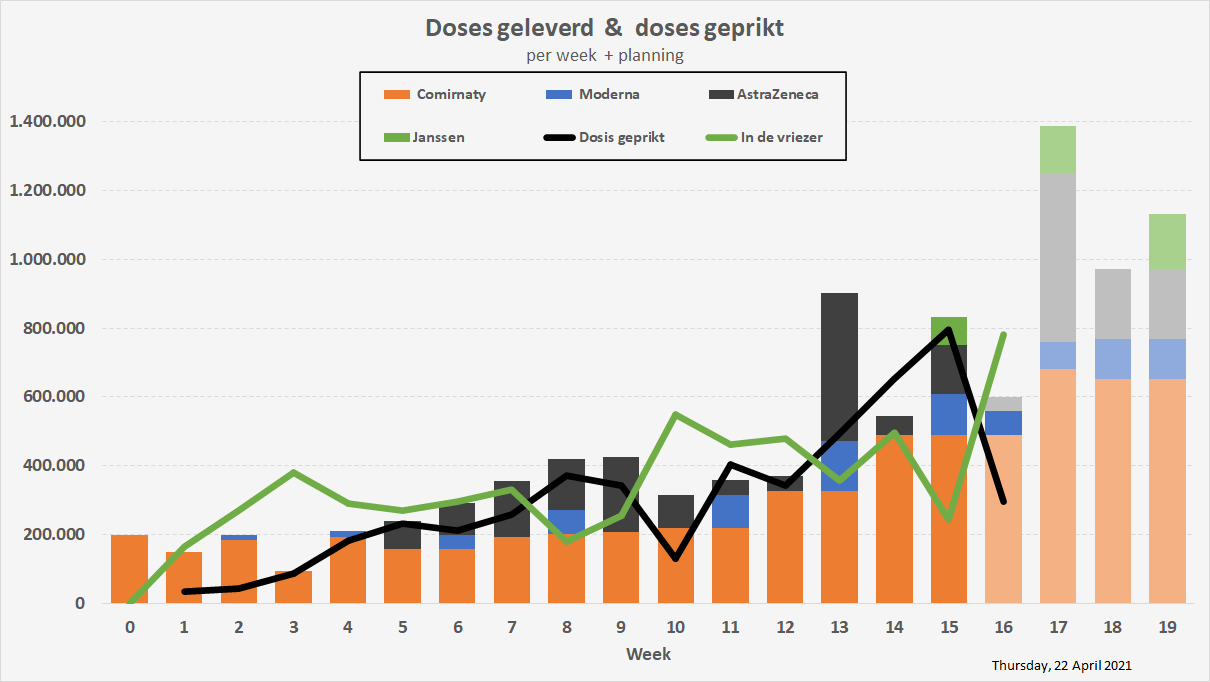 Doses geleverd & doses geprikt
per week + planning
Comirnaty Moderna AstraZeneca
Janssen Dosis geprikt In de vriezer
1.400.000
1.200.000
1.000.000
800.000
600.000
400.000
200.000
0
0 1 2 3 4 5 6 7 8 9 10 11 12 13 14 15 16 17 18 19
Week
Thursday, 22 April 2021